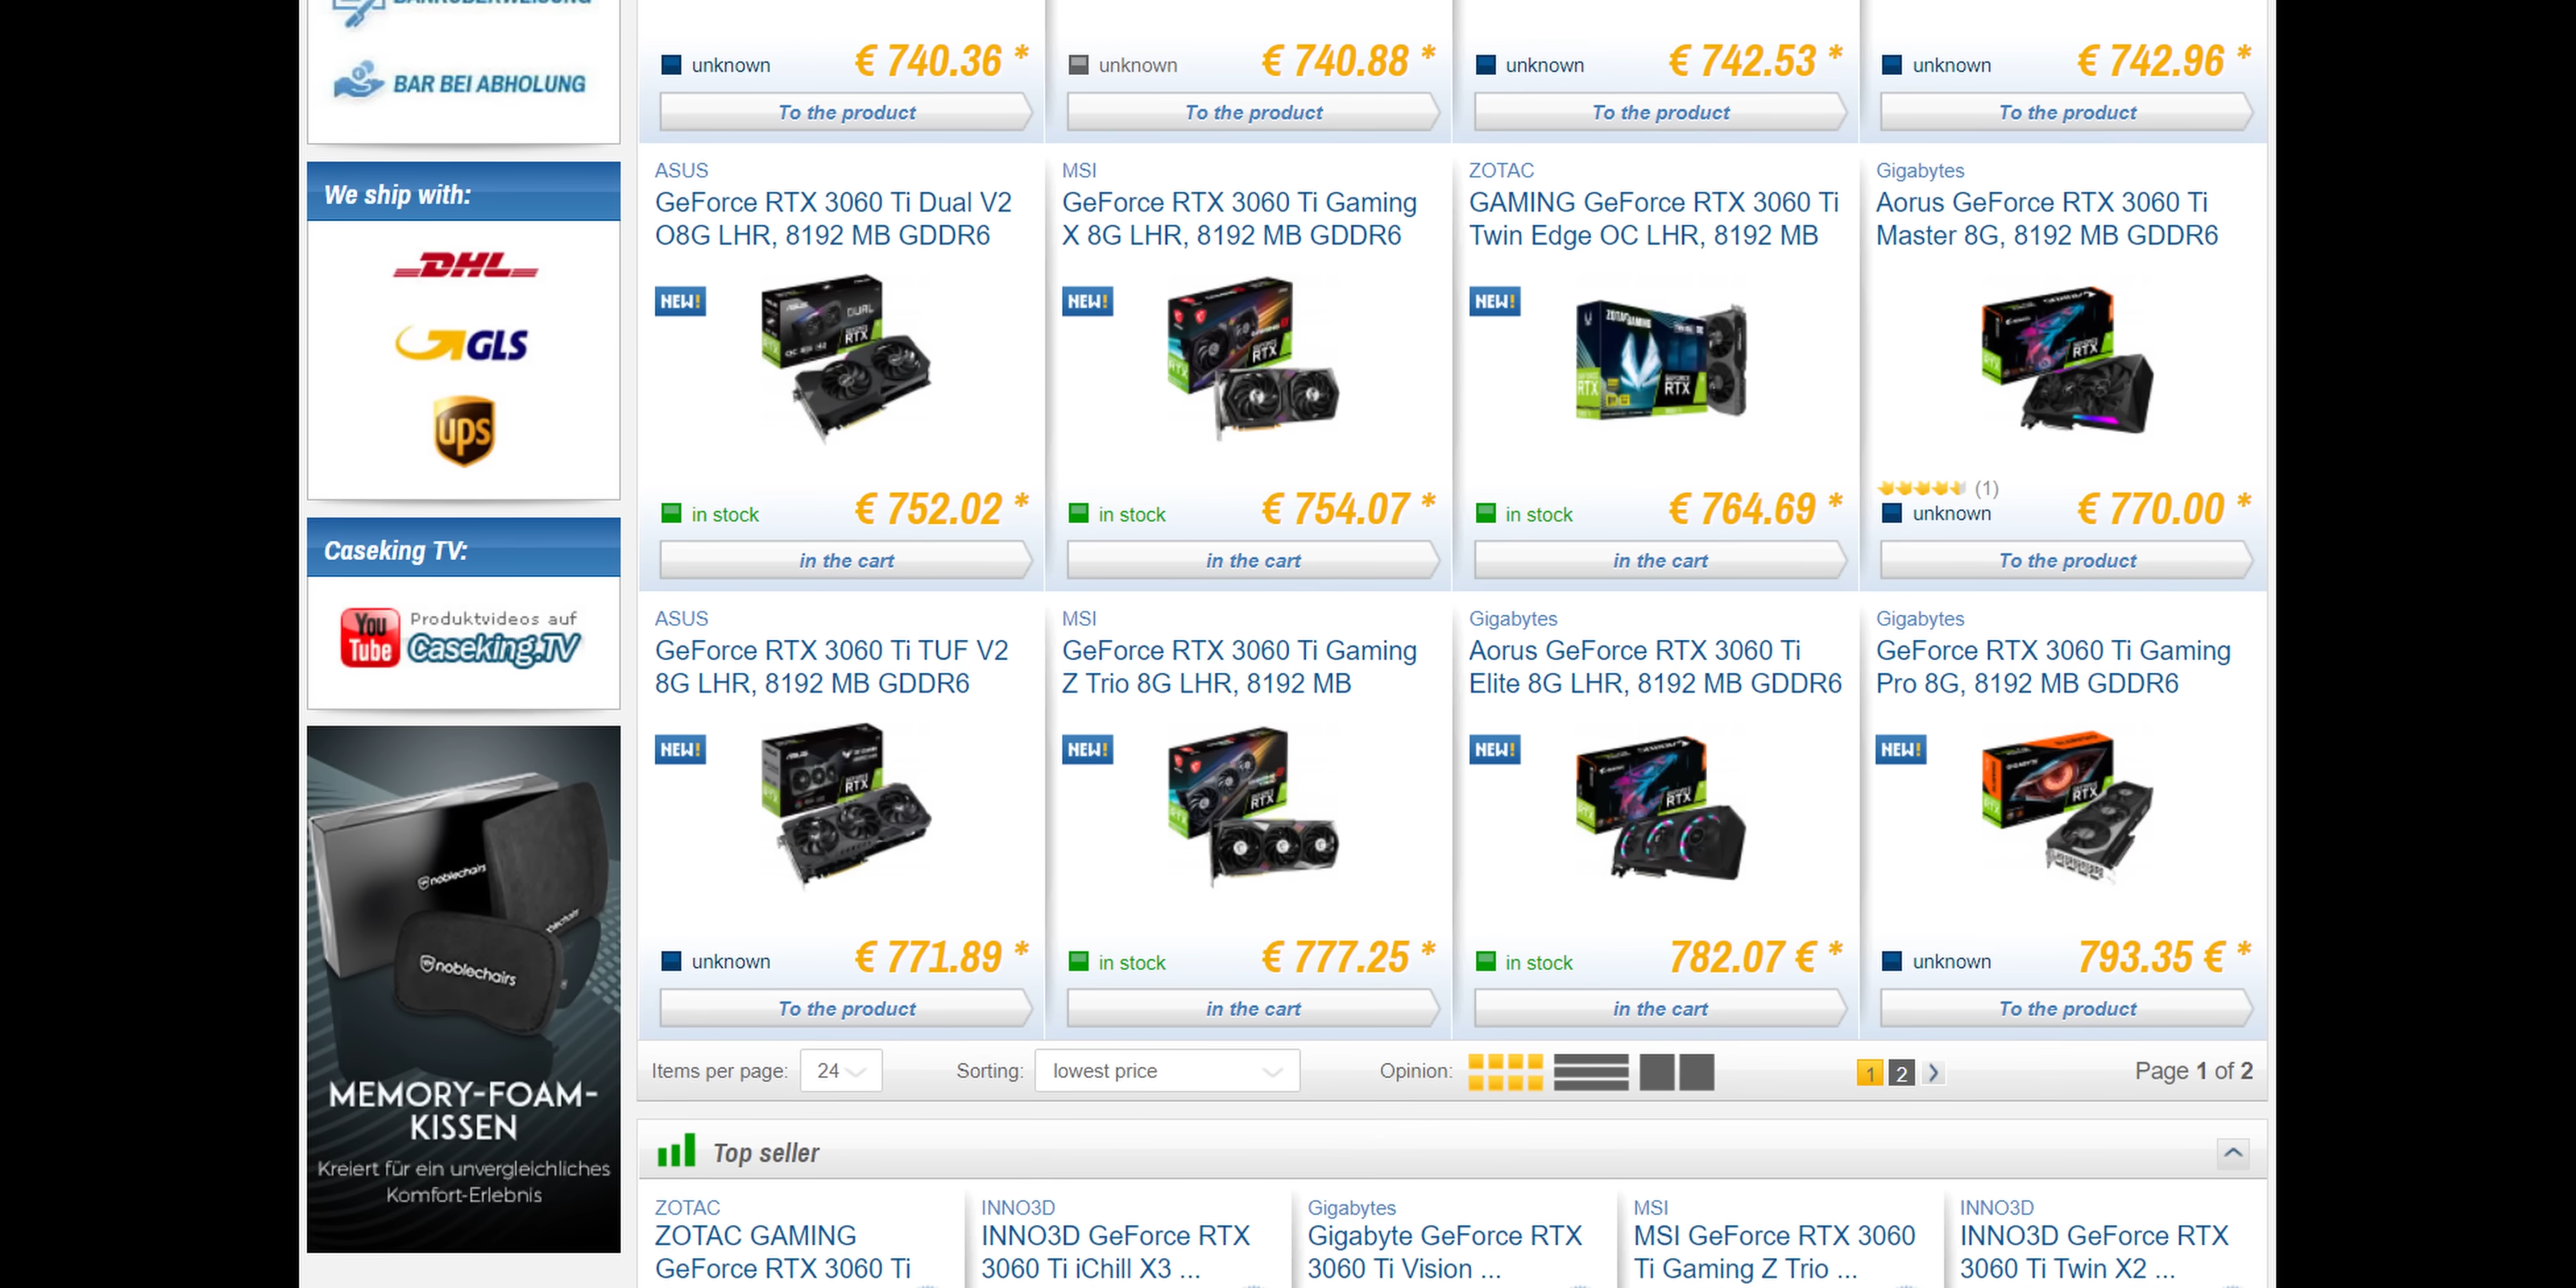 BAR BEI ABHOLUNG
We ship with:
DHL
GLS
ups
Caseking TV:
You
Tube
Produktvideos auf
Caseking.TV
noblechairs
noblechairs
MEMORY-FOAM-
KISSEN
Kreiert für ein unvergleichliches
Komfort-Erlebnis
unknown € 740.36 *
To the product
unknown € 740.88 *
To the product
unknown € 742.53 *
To the product
unknown € 742.96 *
To the product
ASUS
GeForce RTX 3060 Ti Dual V2
O8G LHR, 8192 MB GDDR6
NEW!
in stock € 752.02 *
in the cart
MSI
GeForce RTX 3060 Ti Gaming
X 8G LHR, 8192 MB GDDR6
NEW!
in stock € 754.07 *
in the cart
ZOTAC
GAMING GeForce RTX 3060 Ti
Twin Edge OC LHR, 8192 MB
NEW!
in stock € 764.69 *
in the cart
Gigabytes
Aorus GeForce RTX 3060 Ti
Master 8G, 8192 MB GDDR6
(1)
unknown € 770.00 *
To the product
ASUS
GeForce RTX 3060 Ti TUF V2
8G LHR, 8192 MB GDDR6
NEW!
unknown € 771.89 *
To the product
MSI
GeForce RTX 3060 Ti Gaming
Z Trio 8G LHR, 8192 MB
NEW!
in stock € 777.25 *
in the cart
Gigabytes
Aorus GeForce RTX 3060 Ti
Elite 8G LHR, 8192 MB GDDR6
NEW!
in stock 782.07 € *
in the cart
Gigabytes
GeForce RTX 3060 Ti Gaming
Pro 8G, 8192 MB GDDR6
NEW!
unknown 793.35 € *
To the product
Items per page: 24 Sorting: lowest price Opinion: 1 2 Page 1 of 2
Top seller
ZOTAC
ZOTAC GAMING
GeForce RTX 3060 Ti
INNO3D
INNO3D GeForce RTX
3060 Ti iChill X3 ...
Gigabytes
Gigabyte GeForce RTX
3060 Ti Vision ...
MSI
MSI GeForce RTX 3060
Ti Gaming Z Trio ...
INNO3D
INNO3D GeForce RTX
3060 Ti Twin X2 ...